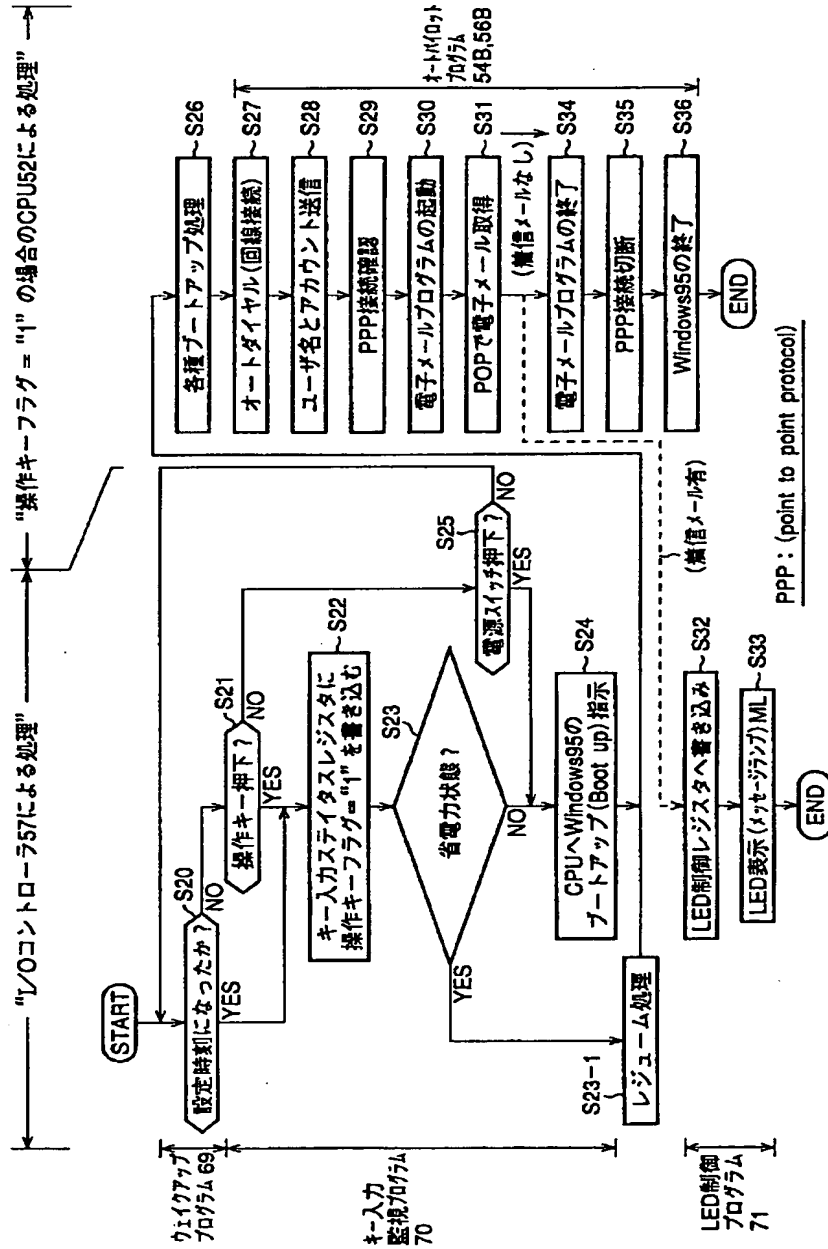 "I/Oコントローラ57による処理"
"操作キーフラグ="1"の場合のCPU52による処理"
ウェイクアップ
プログラム69
キー入力
監視プログラム
70
LED制御
プログラム
71
START
設定時刻になったか？
S20
NO
YES
操作キー押下？
S21
NO
YES
キー入力ステイタスレジスタに
操作キーフラグ="1"を書き込む
S22
省電力状態？
S23
YES
NO
電源スイッチ押下？
S25
NO
YES
CPUへWindows95の
ブートアップ(Boot up)指示
S24
S23-1
レジューム処理
LED制御レジスタへ書き込み
S32
LED表示(メッセージランプ)ML
S33
END
各種ブートアップ処理
S26
オートダイヤル(回線接続)
S27
ユーザ名とアカウント送信
S28
PPP接続確認
S29
電子メールプログラムの起動
S30
POPで電子メール取得
S31
(着信メールなし)
(着信メール有)
電子メールプログラムの終了
S34
PPP接続切断
S35
Windows95の終了
S36
END
オートパイロット
プログラム
54B,56B
PPP：(point to point protocol)